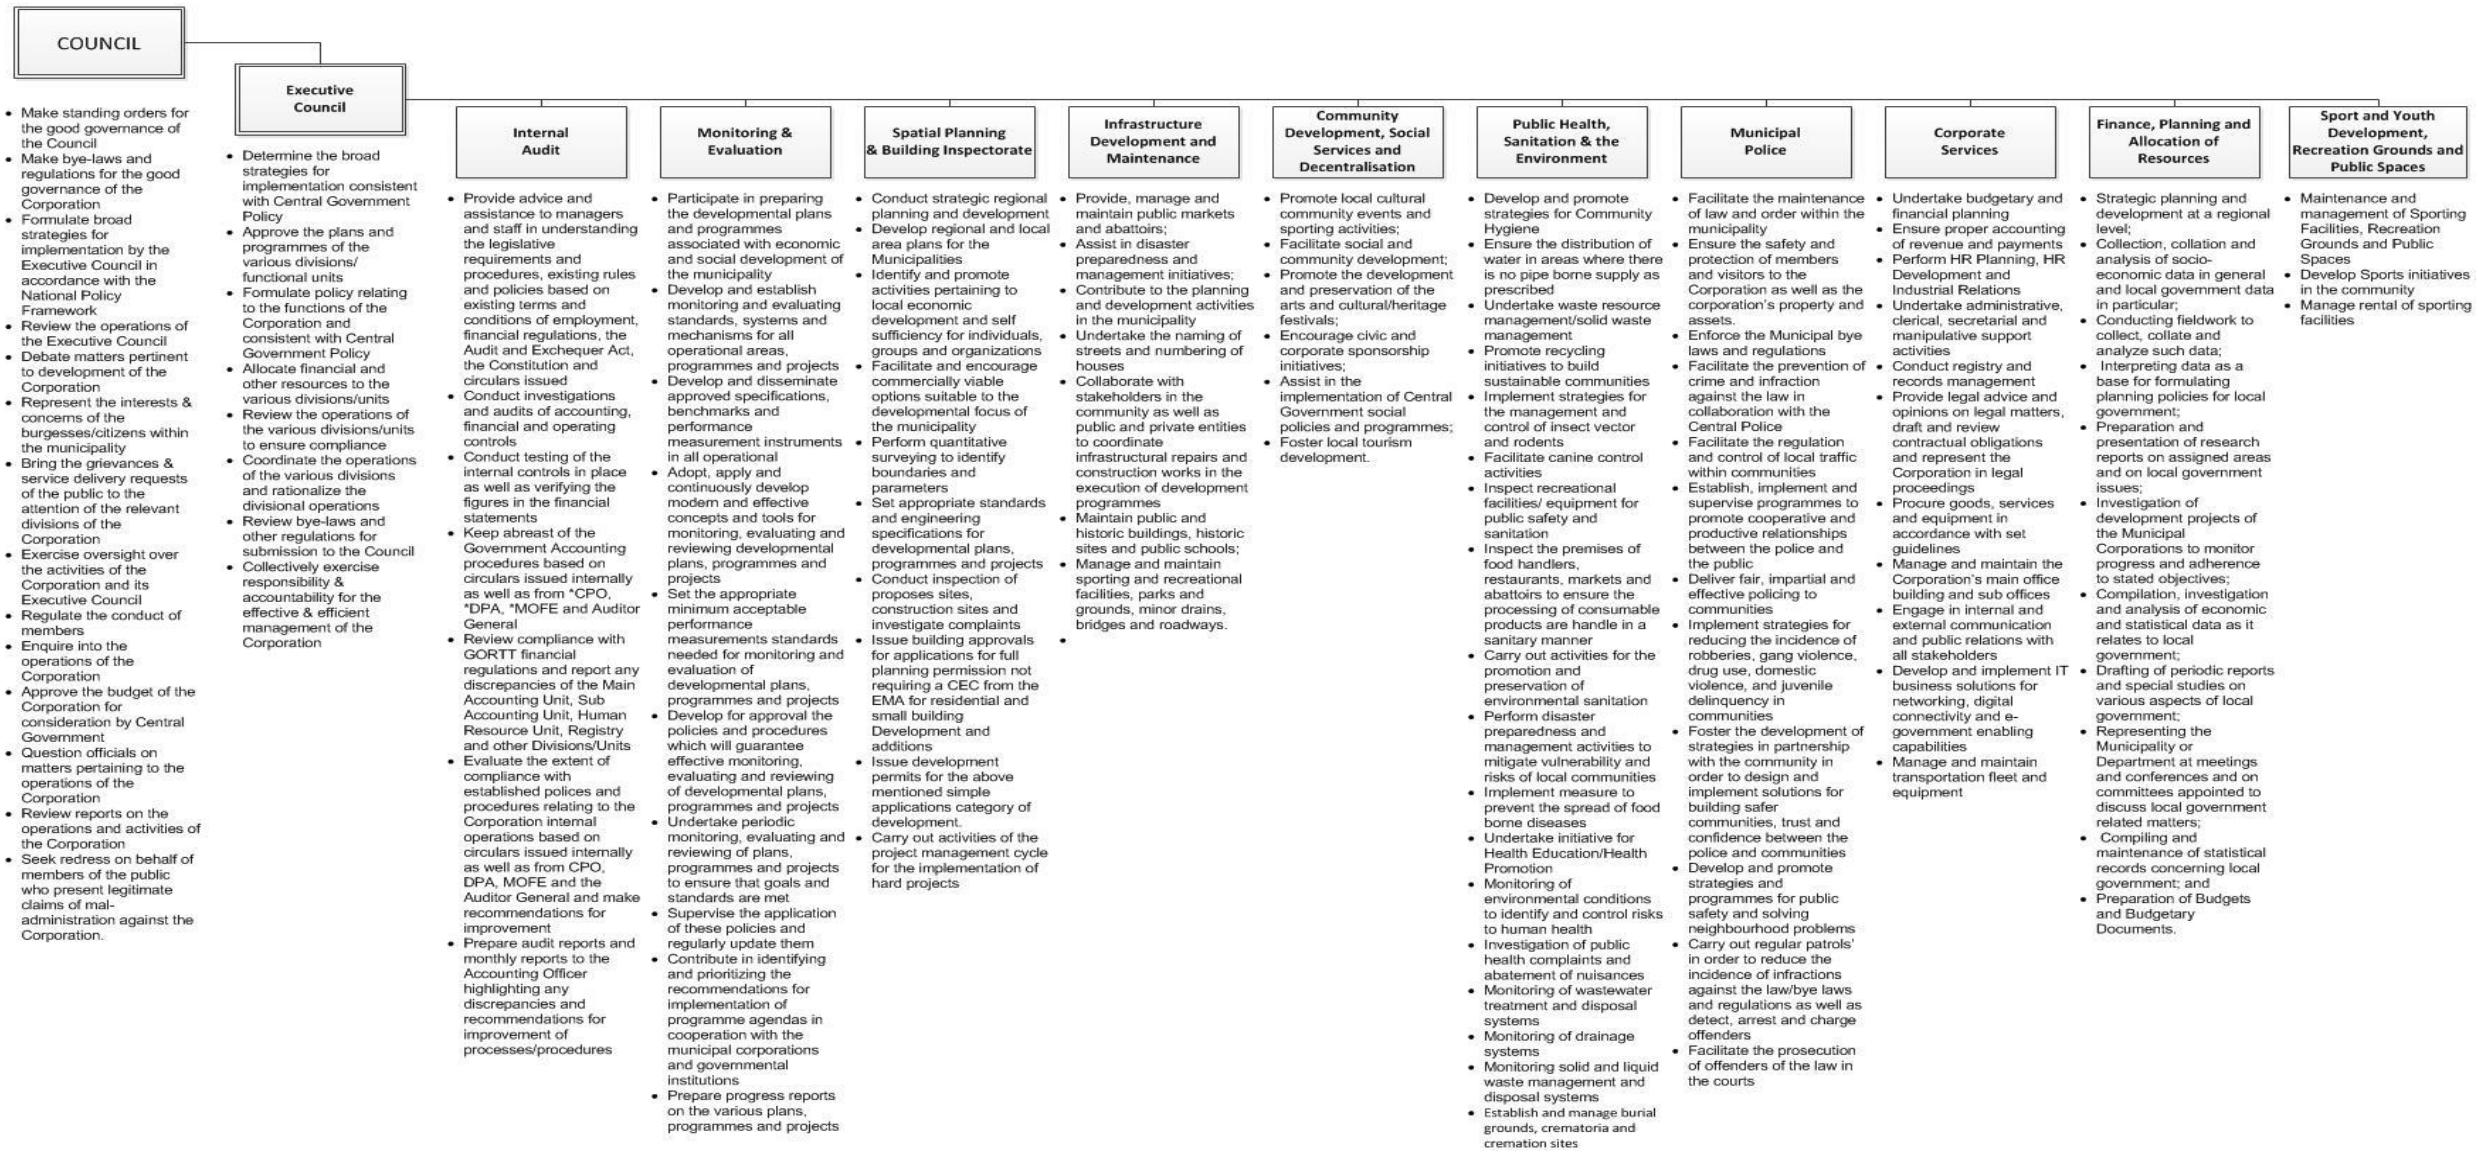 COUNCIL
• Make standing orders for
the good governance of
the Council
• Make bye-laws and
regulations for the good
governance of the
Corporation
• Formulate broad
strategies for
implementation by the
Executive Council in
accordance with the
National Policy
Framework
• Review the operations of
the Executive Council
• Debate matters pertinent
to development of the
Corporation
• Represent the interests &
concerns of the
burgesses/citizens within
the municipality
• Bring the grievances &
service delivery requests
of the public to the
attention of the relevant
divisions of the
Corporation
• Exercise oversight over
the activities of the
Corporation and its
Executive Council
• Regulate the conduct of
members
• Enquire into the
operations of the
Corporation
• Approve the budget of the
Corporation for
consideration by Central
Government
• Question officials on
matters pertaining to the
operations of the
Corporation
• Review reports on the
operations and activities of
the Corporation
• Seek redress on behalf of
members of the public
who present legitimate
claims of mal-
administration against the
Corporation.
Executive
Council
• Determine the broad
strategies for
implementation consistent
with Central Government
Policy
• Approve the plans and
programmes of the
various divisions/
functional units
• Formulate policy relating
to the functions of the
Corporation and
consistent with Central
Government Policy
• Allocate financial and
other resources to the
various divisions/units
• Review the operations of
the various divisions/units
to ensure compliance
• Coordinate the operations
of the various divisions
and rationalize the
divisional operations
• Review bye-laws and
other regulations for
submission to the Council
• Collectively exercise
responsibility &
accountability for the
effective & efficient
management of the
Corporation
Internal
Audit
• Provide advice and
assistance to managers
and staff in understanding
the legislative
requirements and
procedures, existing rules
and policies based on
existing terms and
conditions of employment,
financial regulations, the
Audit and Exchequer Act,
the Constitution and
circulars issued
• Conduct investigations
and audits of accounting,
financial and operating
controls
• Conduct testing of the
internal controls in place
as well as verifying the
figures in the financial
statements
• Keep abreast of the
Government Accounting
procedures based on
circulars issued internally
as well as from *CPO,
*DPA, *MOFE and Auditor
General
• Review compliance with
GORTT financial
regulations and report any
discrepancies of the Main
Accounting Unit, Sub
Accounting Unit, Human
Resource Unit, Registry
and other Divisions/Units
• Evaluate the extent of
compliance with
established polices and
procedures relating to the
Corporation internal
operations based on
circulars issued internally
as well as from CPO,
DPA, MOFE and the
Auditor General and make
recommendations for
improvement
• Prepare audit reports and
monthly reports to the
Accounting Officer
highlighting any
discrepancies and
recommendations for
improvement of
processes/procedures
Monitoring &
Evaluation
• Participate in preparing
the developmental plans
and programmes
associated with economic
and social development of
the municipality
• Develop and establish
monitoring and evaluating
standards, systems and
mechanisms for all
operational areas,
programmes and projects
• Develop and disseminate
approved specifications,
benchmarks and
performance
measurement instruments
in all operational
• Adopt, apply and
continuously develop
modern and effective
concepts and tools for
monitoring, evaluating and
reviewing developmental
plans, programmes and
projects
• Set the appropriate
minimum acceptable
performance
measurements standards
needed for monitoring and
evaluation of
developmental plans,
programmes and projects
• Develop for approval the
policies and procedures
which will guarantee
effective monitoring,
evaluating and reviewing
of developmental plans,
programmes and projects
• Undertake periodic
monitoring, evaluating and
reviewing of plans,
programmes and projects
to ensure that goals and
standards are met
• Supervise the application
of these policies and
regularly update them
• Contribute in identifying
and prioritizing the
recommendations for
implementation of
programme agendas in
cooperation with the
municipal corporations
and governmental
institutions
• Prepare progress reports
on the various plans,
programmes and projects
Spatial Planning
& Building Inspectorate
• Conduct strategic regional
planning and development
• Develop regional and local
area plans for the
Municipalities
• Identify and promote
activities pertaining to
local economic
development and self
sufficiency for individuals,
groups and organizations
• Facilitate and encourage
commercially viable
options suitable to the
developmental focus of
the municipality
• Perform quantitative
surveying to identify
boundaries and
parameters
• Set appropriate standards
and engineering
specifications for
developmental plans,
programmes and projects
• Conduct inspection of
proposes sites,
construction sites and
investigate complaints
• Issue building approvals
for applications for full
planning permission not
requiring a CEC from the
EMA for residential and
small building
Development and
additions
• Issue development
permits for the above
mentioned simple
applications category of
development.
• Carry out activities of the
project management cycle
for the implementation of
hard projects
Infrastructure
Development and
Maintenance
• Provide, manage and
maintain public markets
and abattoirs;
• Assist in disaster
preparedness and
management initiatives;
• Contribute to the planning
and development activities
in the municipality
• Undertake the naming of
streets and numbering of
houses
• Collaborate with
stakeholders in the
community as well as
public and private entities
to coordinate
infrastructural repairs and
construction works in the
execution of development
programmes
• Maintain public and
historic buildings, historic
sites and public schools;
• Manage and maintain
sporting and recreational
facilities, parks and
grounds, minor drains,
bridges and roadways.
•
Community
Development, Social
Services and
Decentralisation
• Promote local cultural
community events and
sporting activities;
• Facilitate social and
community development;
• Promote the development
and preservation of the
arts and cultural/heritage
festivals;
• Encourage civic and
corporate sponsorship
initiatives;
• Assist in the
implementation of Central
Government social
policies and programmes;
• Foster local tourism
development.
Public Health,
Sanitation & the
Environment
• Develop and promote
strategies for Community
Hygiene
• Ensure the distribution of
water in areas where there
is no pipe borne supply as
prescribed
• Undertake waste resource
management/solid waste
management
• Promote recycling
initiatives to build
sustainable communities
• Implement strategies for
the management and
control of insect vector
and rodents
• Facilitate canine control
activities
• Inspect recreational
facilities/ equipment for
public safety and
sanitation
• Inspect the premises of
food handlers,
restaurants, markets and
abattoirs to ensure the
processing of consumable
products are handle in a
sanitary manner
• Carry out activities for the
promotion and
preservation of
environmental sanitation
• Perform disaster
preparedness and
management activities to
mitigate vulnerability and
risks of local communities
• Implement measure to
prevent the spread of food
borne diseases
• Undertake initiative for
Health Education/Health
Promotion
• Monitoring of
environmental conditions
to identify and control risks
to human health
• Investigation of public
health complaints and
abatement of nuisances
• Monitoring of wastewater
treatment and disposal
systems
• Monitoring of drainage
systems
• Monitoring solid and liquid
waste management and
disposal systems
• Establish and manage burial
grounds, crematoria and
cremation sites
Municipal
Police
• Facilitate the maintenance
of law and order within the
municipality
• Ensure the safety and
protection of members
and visitors to the
Corporation as well as the
corporation's property and
assets.
• Enforce the Municipal bye
laws and regulations
• Facilitate the prevention of
crime and infraction
against the law in
collaboration with the
Central Police
• Facilitate the regulation
and control of local traffic
within communities
• Establish, implement and
supervise programmes to
promote cooperative and
productive relationships
between the police and
the public
• Deliver fair, impartial and
effective policing to
communities
• Implement strategies for
reducing the incidence of
robberies, gang violence,
drug use, domestic
violence, and juvenile
delinquency in
communities
• Foster the development of
strategies in partnership
with the community in
order to design and
implement solutions for
building safer
communities, trust and
confidence between the
police and communities
• Develop and promote
strategies and
programmes for public
safety and solving
neighbourhood problems
• Carry out regular patrols'
in order to reduce the
incidence of infractions
against the law/bye laws
and regulations as well as
detect, arrest and charge
offenders
• Facilitate the prosecution
of offenders of the law in
the courts
Corporate
Services
• Undertake budgetary and
financial planning
• Ensure proper accounting
of revenue and payments
• Perform HR Planning, HR
Development and
Industrial Relations
• Undertake administrative,
clerical, secretarial and
manipulative support
activities
• Conduct registry and
records management
• Provide legal advice and
opinions on legal matters,
draft and review
contractual obligations
and represent the
Corporation in legal
proceedings
• Procure goods, services
and equipment in
accordance with set
guidelines
• Manage and maintain the
Corporation's main office
building and sub offices
• Engage in internal and
external communication
and public relations with
all stakeholders
• Develop and implement IT
business solutions for
networking, digital
connectivity and e-
government enabling
capabilities
• Manage and maintain
transportation fleet and
equipment
Finance, Planning and
Allocation of
Resources
• Strategic planning and
development at a regional
level;
• Collection, collation and
analysis of socio-
economic data in general
and local government data
in particular;
• Conducting fieldwork to
collect, collate and
analyze such data;
• Interpreting data as a
base for formulating
planning policies for local
government;
• Preparation and
presentation of research
reports on assigned areas
and on local government
issues;
• Investigation of
development projects of
the Municipal
Corporations to monitor
progress and adherence
to stated objectives;
• Compilation, investigation
and analysis of economic
and statistical data as it
relates to local
government;
• Drafting of periodic reports
and special studies on
various aspects of local
government;
• Representing the
Municipality or
Department at meetings
and conferences and on
committees appointed to
discuss local government
related matters;
• Compiling and
maintenance of statistical
records concerning local
government; and
• Preparation of Budgets
and Budgetary
Documents.
Sport and Youth
Development,
Recreation Grounds and
Public Spaces
• Maintenance and
management of Sporting
Facilities, Recreation
Grounds and Public
Spaces
• Develop Sports initiatives
in the community
• Manage rental of sporting
facilities